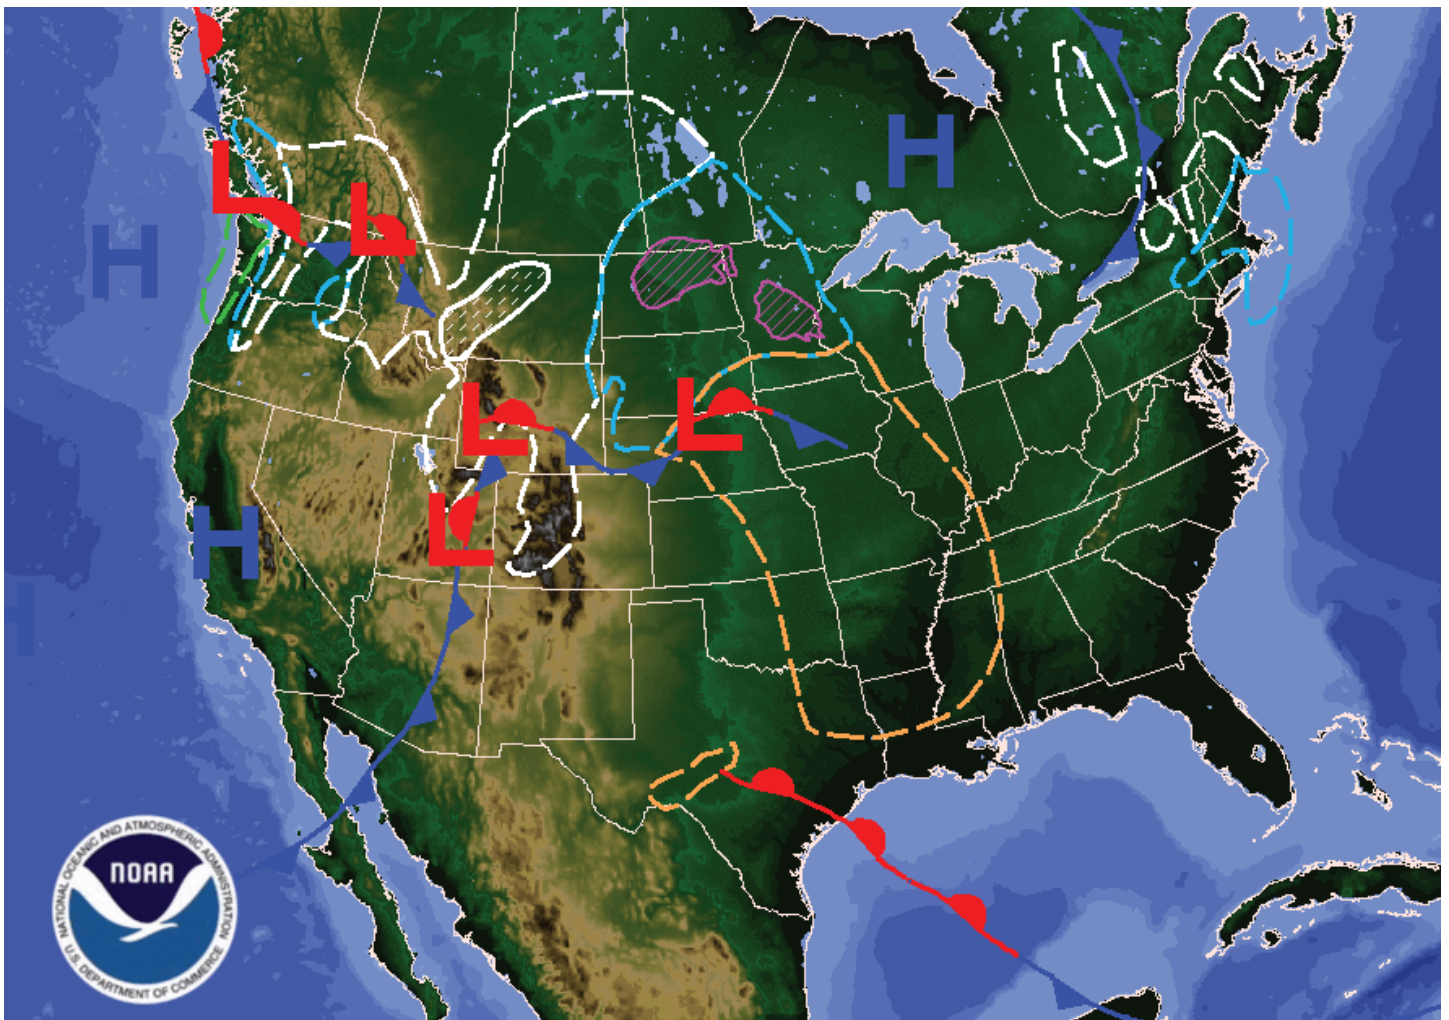 H
L
L
H
L
L
L
H
H
NATIONAL OCEANIC AND ATMOSPHERIC ADMINISTRATION
NOAA
U.S. DEPARTMENT OF COMMERCE